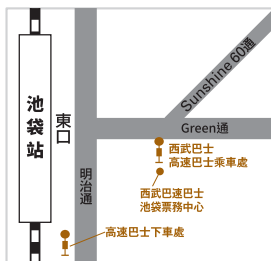 Sunshine 60通
池袋站
東口
Green通
西武巴士
高速巴士乘車處
明治通
西武巴速巴士
池袋票務中心
高速巴士下車處